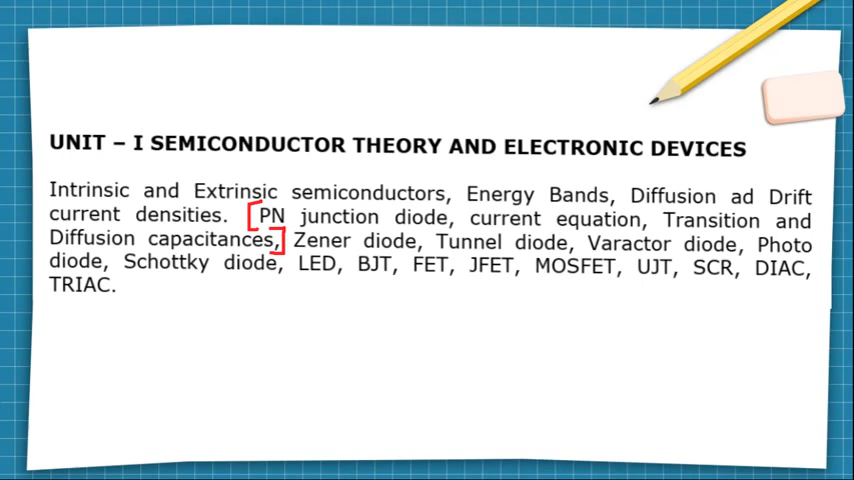 UNIT – I SEMICONDUCTOR THEORY AND ELECTRONIC DEVICES
Intrinsic and Extrinsic semiconductors, Energy Bands, Diffusion ad Drift
current densities. PN junction diode, current equation, Transition and
Diffusion capacitances, Zener diode, Tunnel diode, Varactor diode, Photo
diode, Schottky diode, LED, BJT, FET, JFET, MOSFET, UJT, SCR, DIAC,
TRIAC.